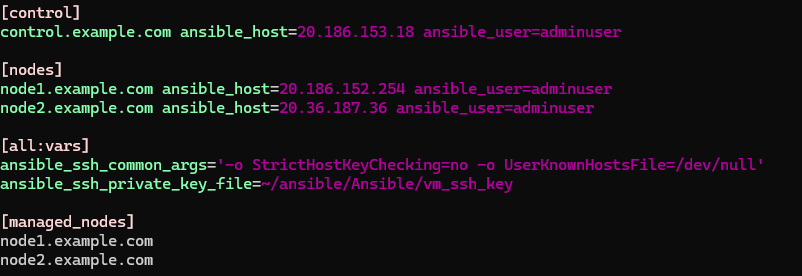 [control]
control.example.com ansible_host=20.186.153.18 ansible_user=adminuser
[nodes]
node1.example.com ansible_host=20.186.152.254 ansible_user=adminuser
node2.example.com ansible_host=20.36.187.36 ansible_user=adminuser
[all:vars]
ansible_ssh_common_args='-o StrictHostKeyChecking=no -o UserKnownHostsFile=/dev/null'
ansible_ssh_private_key_file=~/ansible/Ansible/vm_ssh_key
[managed_nodes]
node1.example.com
node2.example.com